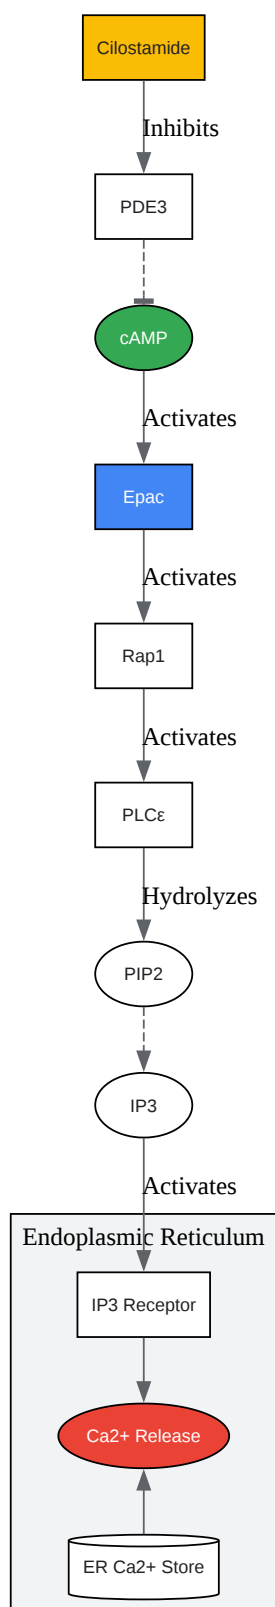 Cilostamide
Inhibits
PDE3
cAMP
Activates
Epac
Activates
Rap1
Activates
PLCε
Hydrolyzes
PIP2
IP3
Activates
Endoplasmic Reticulum
IP3 Receptor
Ca2+ Release
ER Ca2+ Store